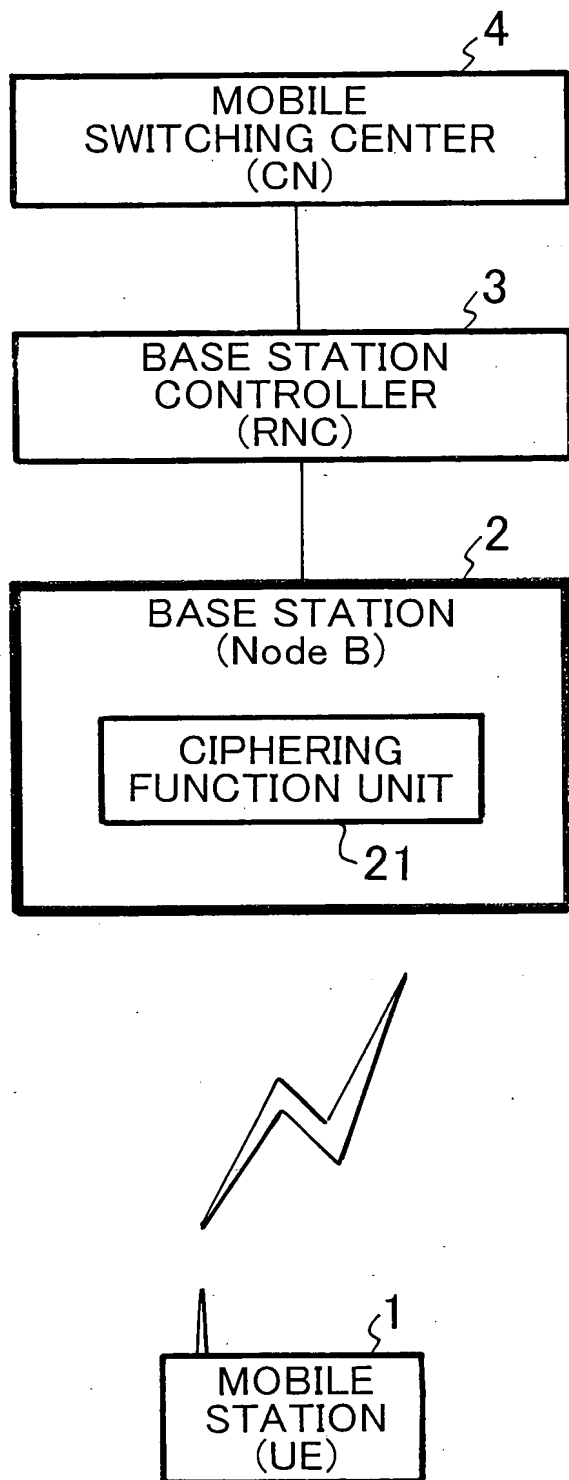 4
MOBILE
SWITCHING CENTER
(CN)
3
BASE STATION
CONTROLLER
(RNC)
2
BASE STATION
(Node B)
CIPHERING
FUNCTION UNIT
21
1
MOBILE
STATION
(UE)